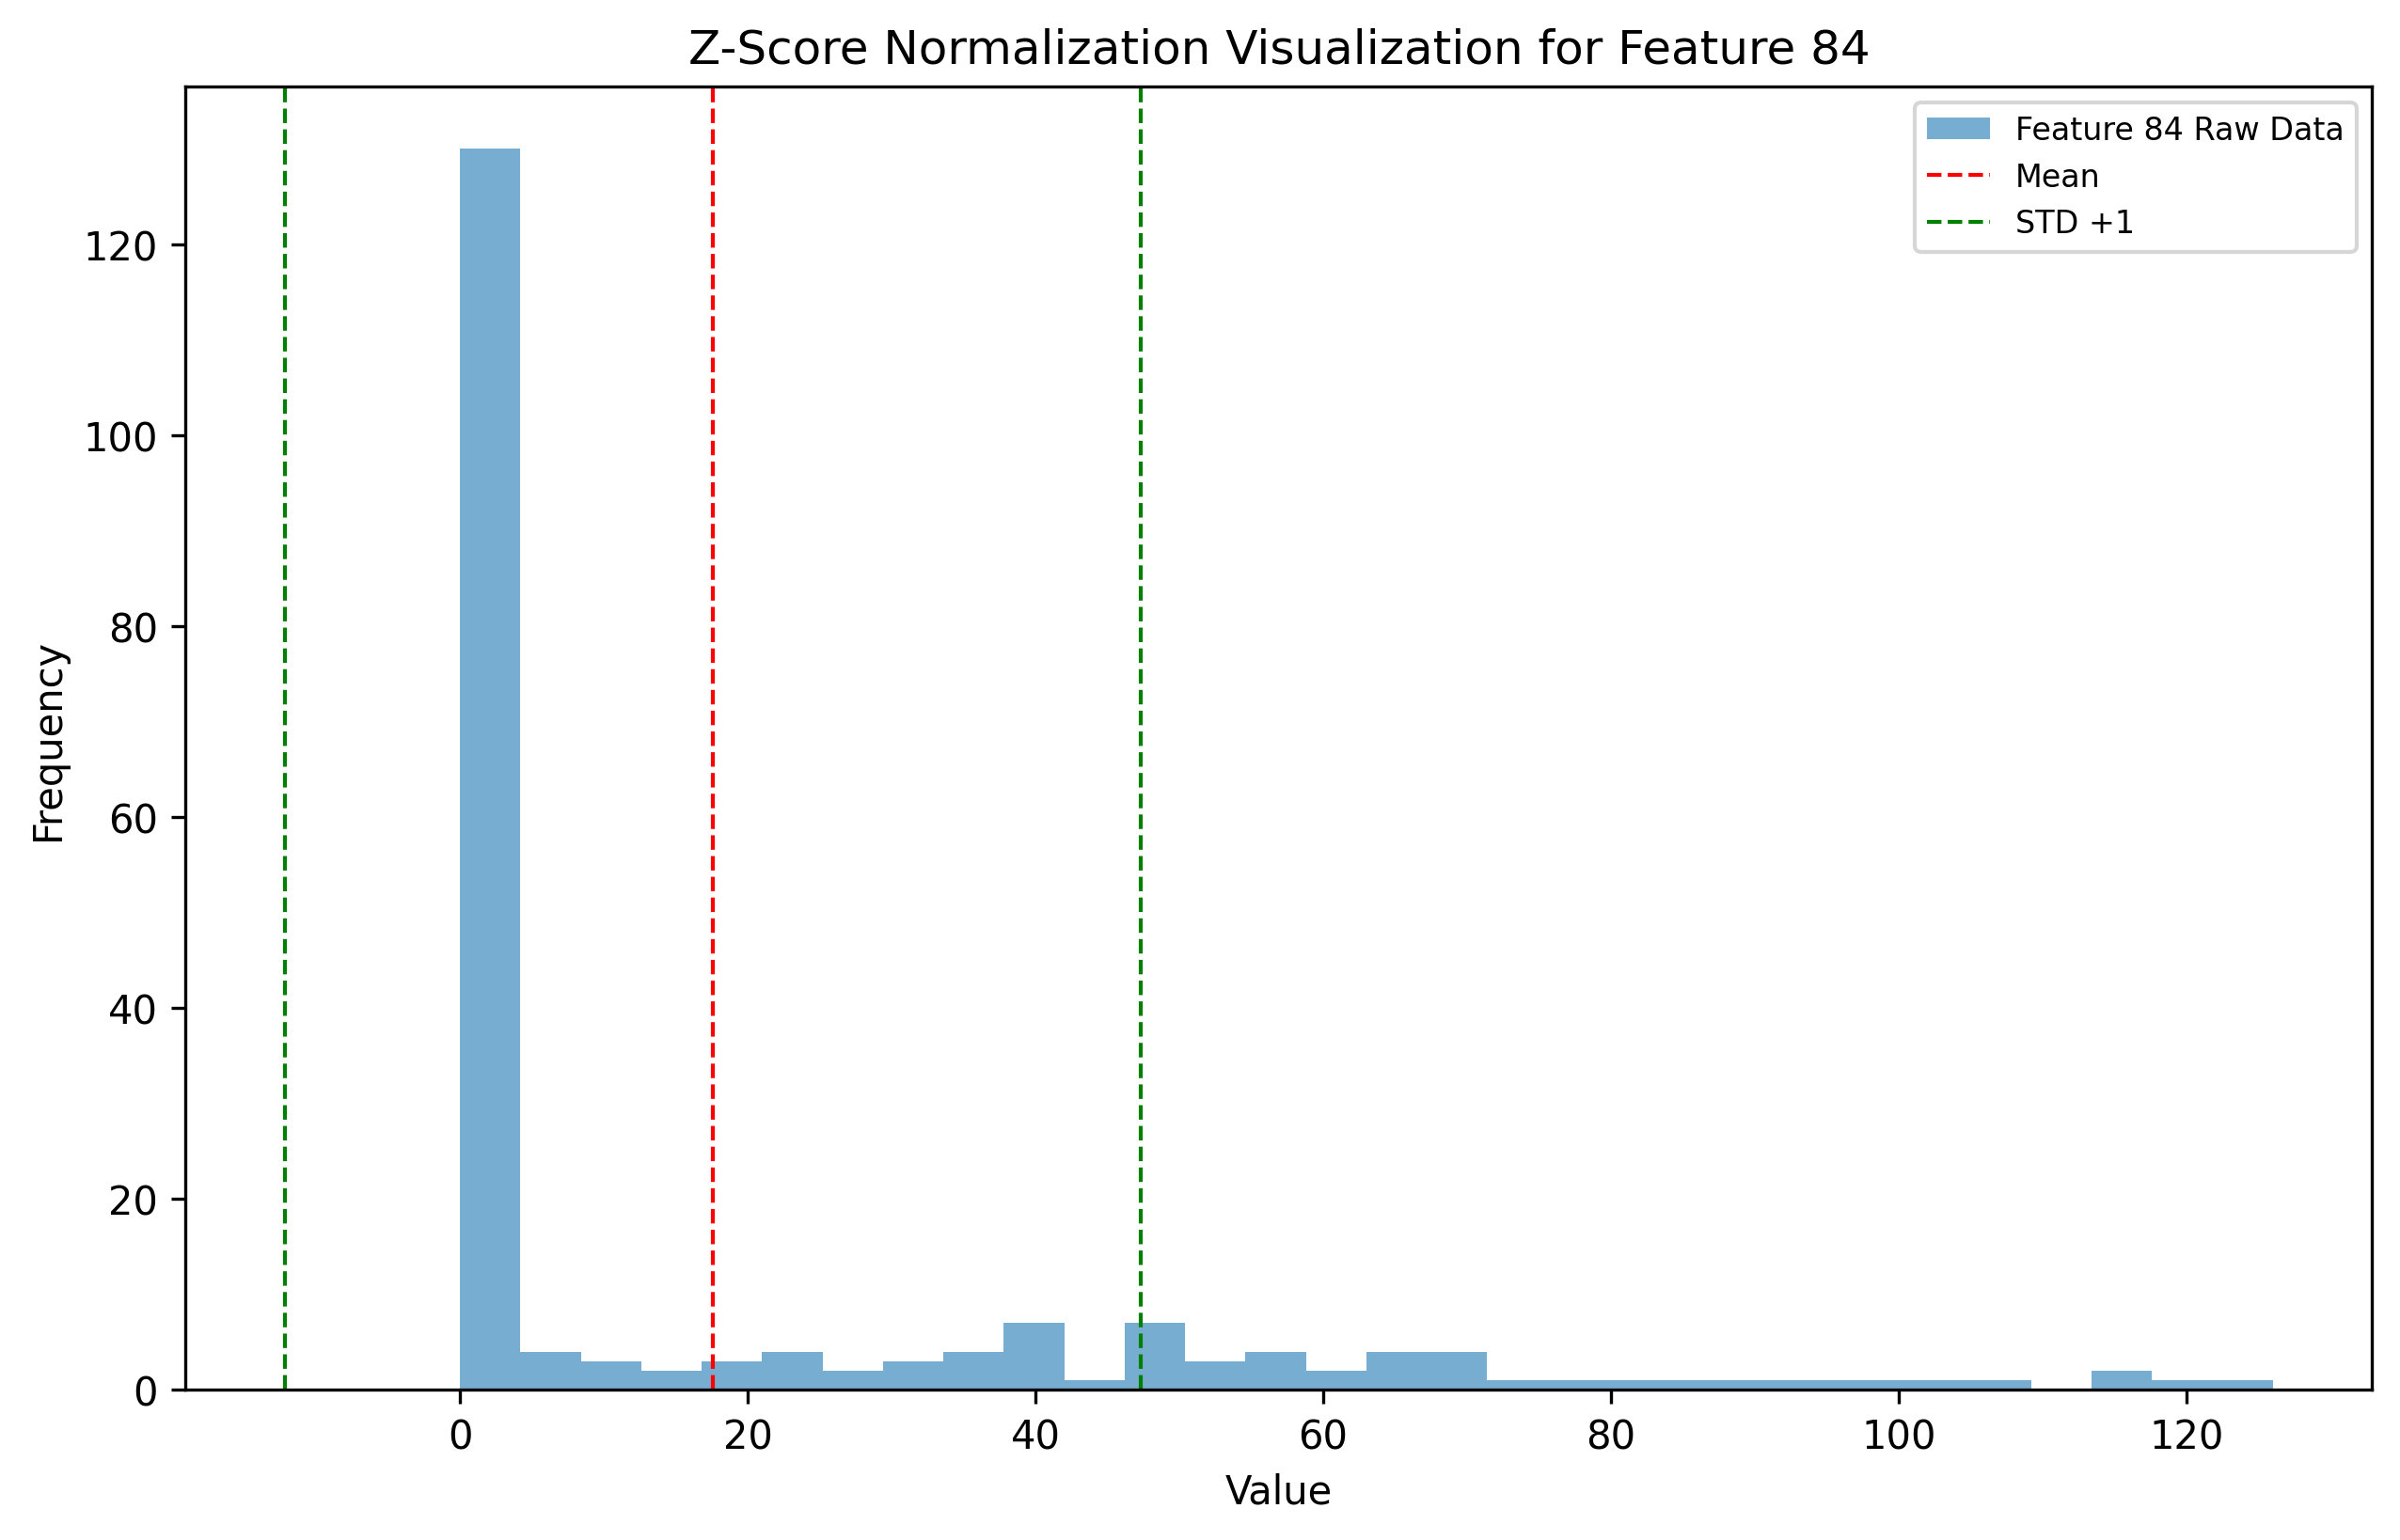 Z-Score Normalization Visualization for Feature 84
Feature 84 Raw Data
Mean
STD +1
Frequency
120
100
80
60
40
20
0
0 20 40 60 80 100 120
Value